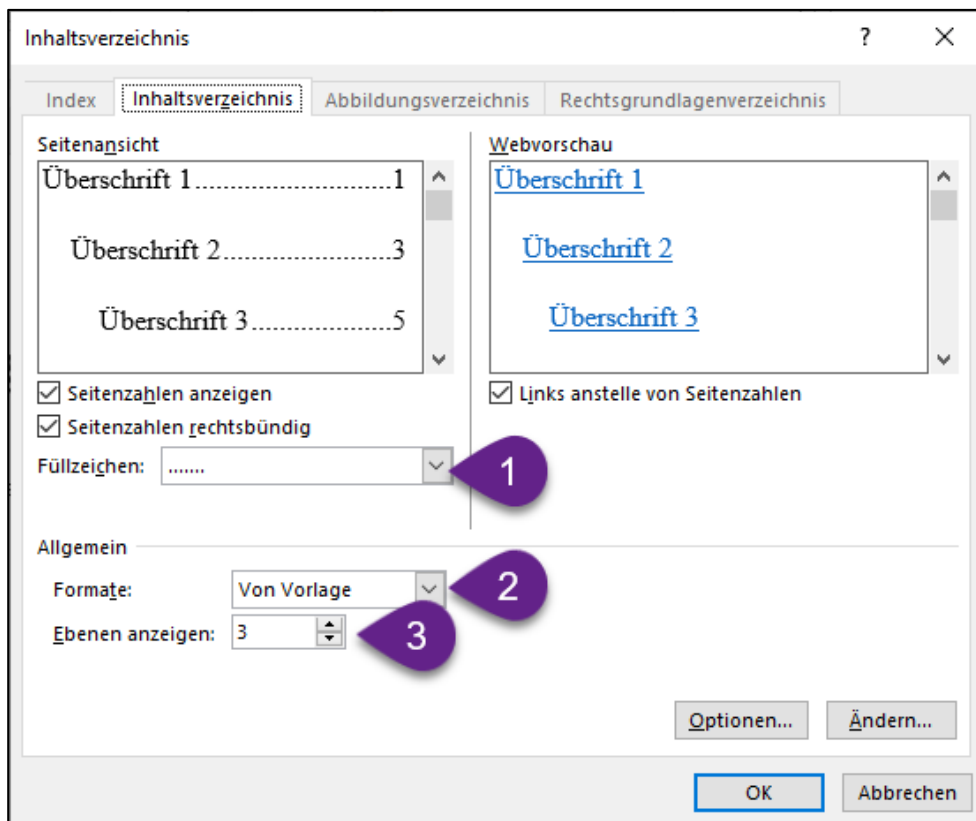 Inhaltsverzeichnis ?
Index Inhaltsverzeichnis Abbildungsverzeichnis Rechtsgrundlagenverzeichnis
Seitenansicht
Überschrift 1..........................1
Überschrift 2......................3
Überschrift 3..................5
Seitenzahlen anzeigen
Seitenzahlen rechtsbündig
Füllzeichen: .......
1
Webvorschau
Überschrift 1
Überschrift 2
Überschrift 3
Links anstelle von Seitenzahlen
Allgemein
Formate: Von Vorlage 2
Ebenen anzeigen: 3 3
Optionen... Ändern...
OK Abbrechen